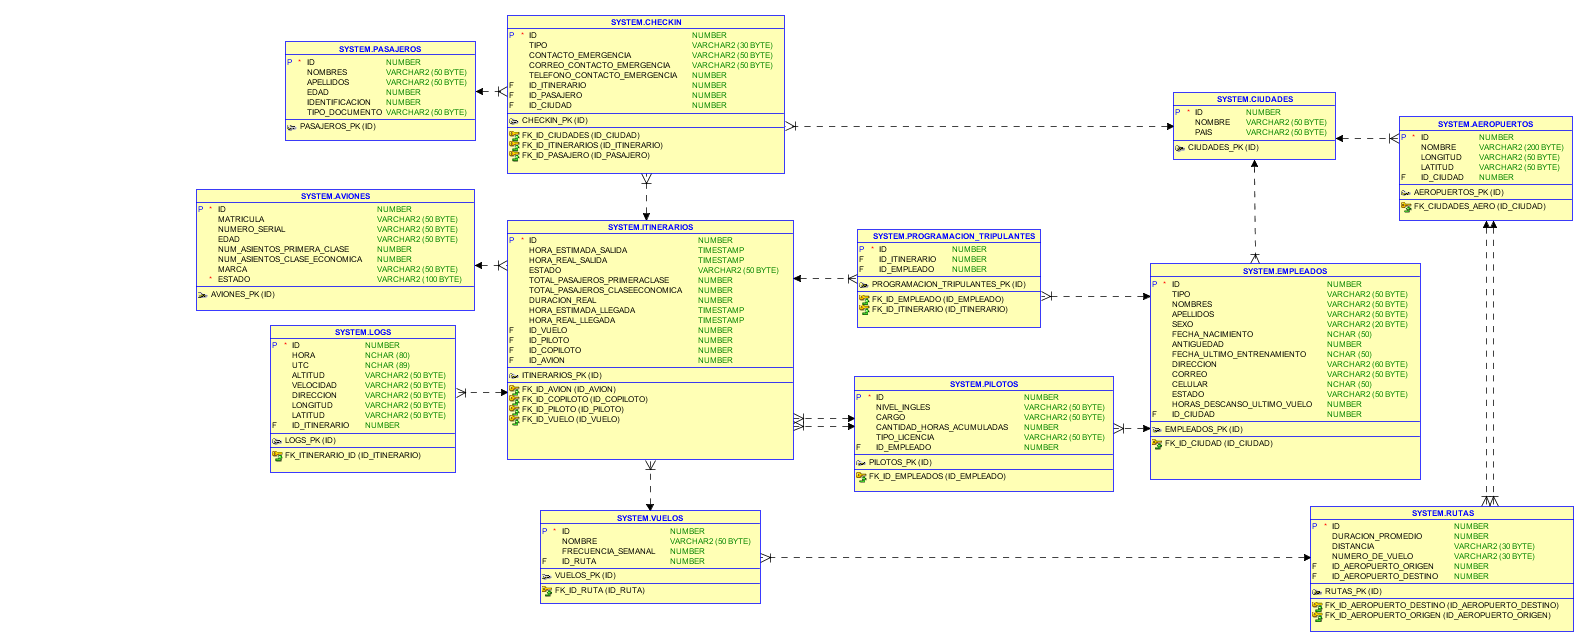 SYSTEM.CHECKIN
P * ID NUMBER
TIPO VARCHAR2 (30 BYTE)
CONTACTO_EMERGENCIA VARCHAR2 (50 BYTE)
CORREO_CONTACTO_EMERGENCIA VARCHAR2 (50 BYTE)
TELEFONO_CONTACTO_EMERGENCIA NUMBER
F ID_ITINERARIO NUMBER
F ID_PASAJERO NUMBER
F ID_CIUDAD NUMBER
CHECKIN_PK (ID)
FK_ID_CIUDADES (ID_CIUDAD)
FK_ID_ITINERARIOS (ID_ITINERARIO)
FK_ID_PASAJERO (ID_PASAJERO)
SYSTEM.PASAJEROS
P * ID NUMBER
NOMBRES VARCHAR2 (50 BYTE)
APELLIDOS VARCHAR2 (50 BYTE)
EDAD NUMBER
IDENTIFICACION NUMBER
TIPO_DOCUMENTO VARCHAR2 (50 BYTE)
PASAJEROS_PK (ID)
SYSTEM.CIUDADES
P * ID NUMBER
NOMBRE VARCHAR2 (50 BYTE)
PAIS VARCHAR2 (50 BYTE)
CIUDADES_PK (ID)
SYSTEM.AEROPUERTOS
P * ID NUMBER
NOMBRE VARCHAR2 (200 BYTE)
LONGITUD VARCHAR2 (50 BYTE)
LATITUD VARCHAR2 (50 BYTE)
F ID_CIUDAD NUMBER
AEROPUERTOS_PK (ID)
FK_CIUDADES_AERO (ID_CIUDAD)
SYSTEM.AVIONES
P * ID NUMBER
MATRICULA VARCHAR2 (50 BYTE)
NUMERO_SERIAL VARCHAR2 (50 BYTE)
EDAD VARCHAR2 (50 BYTE)
NUM_ASIENTOS_PRIMERA_CLASE NUMBER
NUM_ASIENTOS_CLASE_ECONOMICA NUMBER
MARCA VARCHAR2 (50 BYTE)
* ESTADO VARCHAR2 (100 BYTE)
AVIONES_PK (ID)
SYSTEM.ITINERARIOS
P * ID NUMBER
HORA_ESTIMADA_SALIDA TIMESTAMP
HORA_REAL_SALIDA TIMESTAMP
ESTADO VARCHAR2 (50 BYTE)
TOTAL_PASAJEROS_PRIMERACLASE NUMBER
TOTAL_PASAJEROS_CLASEECONOMICA NUMBER
DURACION_REAL NUMBER
HORA_ESTIMADA_LLEGADA TIMESTAMP
HORA_REAL_LLEGADA TIMESTAMP
F ID_VUELO NUMBER
F ID_PILOTO NUMBER
F ID_COPILOTO NUMBER
F ID_AVION NUMBER
ITINERARIOS_PK (ID)
FK_ID_AVION (ID_AVION)
FK_ID_COPILOTO (ID_COPILOTO)
FK_ID_PILOTO (ID_PILOTO)
FK_ID_VUELO (ID_VUELO)
SYSTEM.PROGRAMACION_TRIPULANTES
P * ID NUMBER
F ID_ITINERARIO NUMBER
F ID_EMPLEADO NUMBER
PROGRAMACION_TRIPULANTES_PK (ID)
FK_ID_EMPLEADO (ID_EMPLEADO)
FK_ID_ITINERARIO (ID_ITINERARIO)
SYSTEM.EMPLEADOS
P * ID NUMBER
TIPO VARCHAR2 (50 BYTE)
NOMBRES VARCHAR2 (50 BYTE)
APELLIDOS VARCHAR2 (50 BYTE)
SEXO VARCHAR2 (20 BYTE)
FECHA_NACIMIENTO NCHAR (50)
ANTIGUEDAD NUMBER
FECHA_ULTIMO_ENTRENAMIENTO NCHAR (50)
DIRECCION VARCHAR2 (60 BYTE)
CORREO VARCHAR2 (50 BYTE)
CELULAR NCHAR (50)
ESTADO VARCHAR2 (50 BYTE)
HORAS_DESCANSO_ULTIMO_VUELO NUMBER
F ID_CIUDAD NUMBER
EMPLEADOS_PK (ID)
FK_ID_CIUDAD (ID_CIUDAD)
SYSTEM.LOGS
P * ID NUMBER
HORA NCHAR (80)
UTC NCHAR (89)
ALTITUD VARCHAR2 (50 BYTE)
VELOCIDAD VARCHAR2 (50 BYTE)
DIRECCION VARCHAR2 (50 BYTE)
LONGITUD VARCHAR2 (50 BYTE)
LATITUD VARCHAR2 (50 BYTE)
F ID_ITINERARIO NUMBER
LOGS_PK (ID)
FK_ITINERARIO_ID (ID_ITINERARIO)
SYSTEM.PILOTOS
P * ID NUMBER
NIVEL_INGLES VARCHAR2 (50 BYTE)
CARGO VARCHAR2 (50 BYTE)
CANTIDAD_HORAS_ACUMULADAS NUMBER
TIPO_LICENCIA VARCHAR2 (50 BYTE)
F ID_EMPLEADO NUMBER
PILOTOS_PK (ID)
FK_ID_EMPLEADOS (ID_EMPLEADO)
SYSTEM.VUELOS
P * ID NUMBER
NOMBRE VARCHAR2 (50 BYTE)
FRECUENCIA_SEMANAL NUMBER
F ID_RUTA NUMBER
VUELOS_PK (ID)
FK_ID_RUTA (ID_RUTA)
SYSTEM.RUTAS
P * ID NUMBER
DURACION_PROMEDIO NUMBER
DISTANCIA VARCHAR2 (30 BYTE)
NUMERO_DE_VUELO VARCHAR2 (30 BYTE)
F ID_AEROPUERTO_ORIGEN NUMBER
F ID_AEROPUERTO_DESTINO NUMBER
RUTAS_PK (ID)
FK_ID_AEROPUERTO_DESTINO (ID_AEROPUERTO_DESTINO)
FK_ID_AEROPUERTO_ORIGEN (ID_AEROPUERTO_ORIGEN)